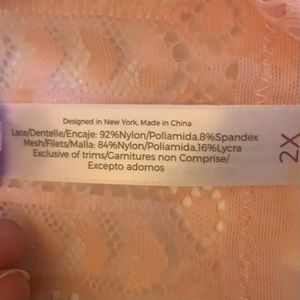 Designed in New York, Made in China
Lace/Dentelle/Encaje: 92%Nylon/Poliamida,8%Spandex
Mesh/Filets/Malla: 84%Nylon/Poliamida,16%Lycra
Exclusive of trims/Garnitures non Comprise/
Excepto adornos
2X